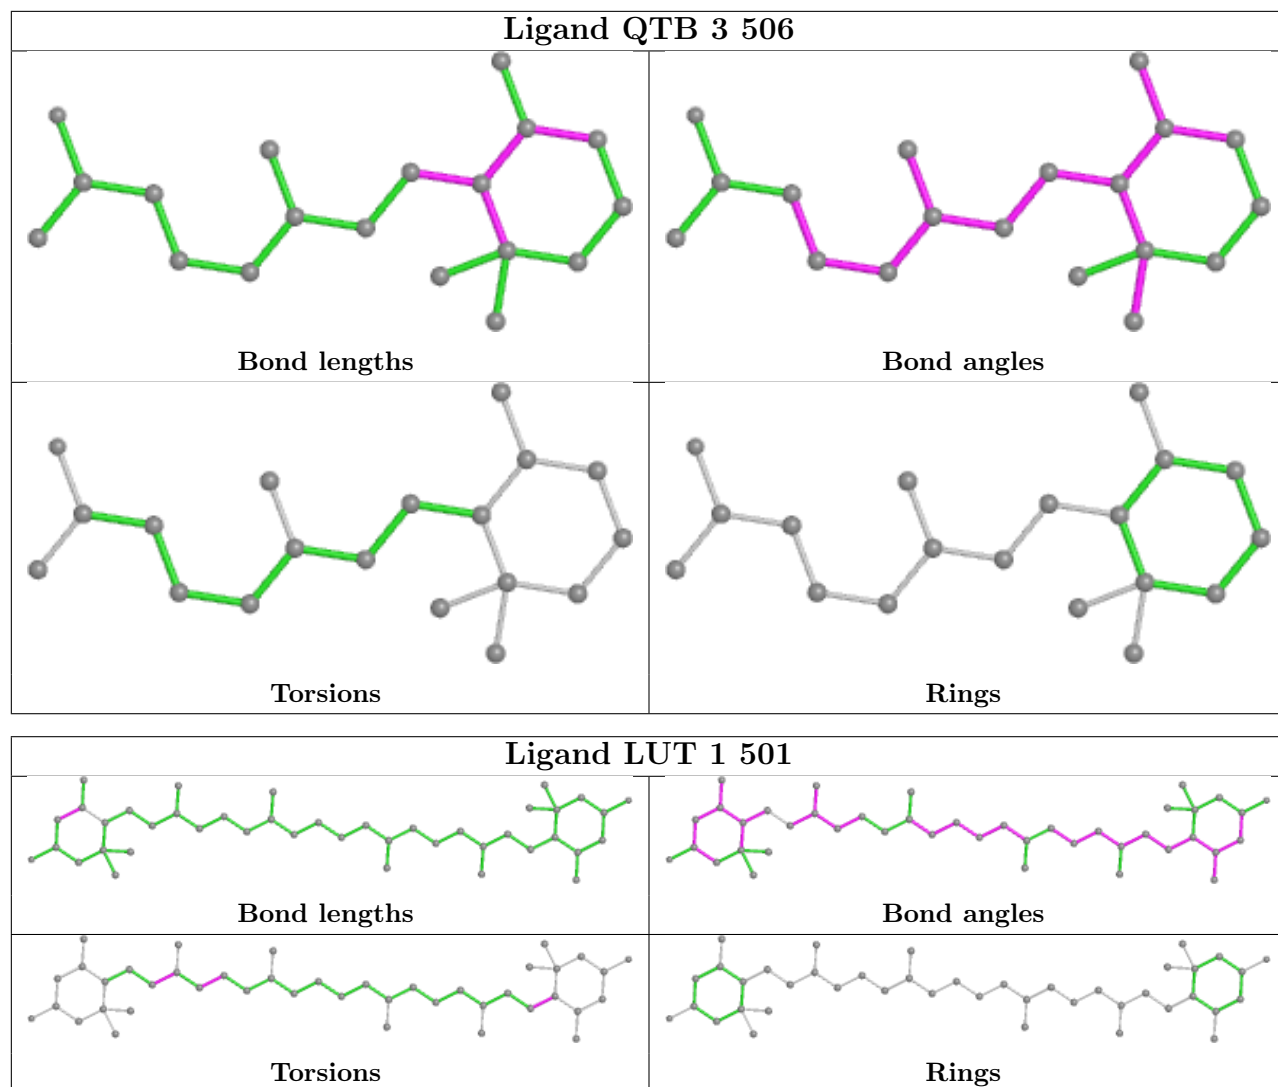 Ligand QTB 3 506
Bond lengths
Bond angles
Torsions
Rings
Ligand LUT 1 501
Bond lengths
Bond angles
Torsions
Rings